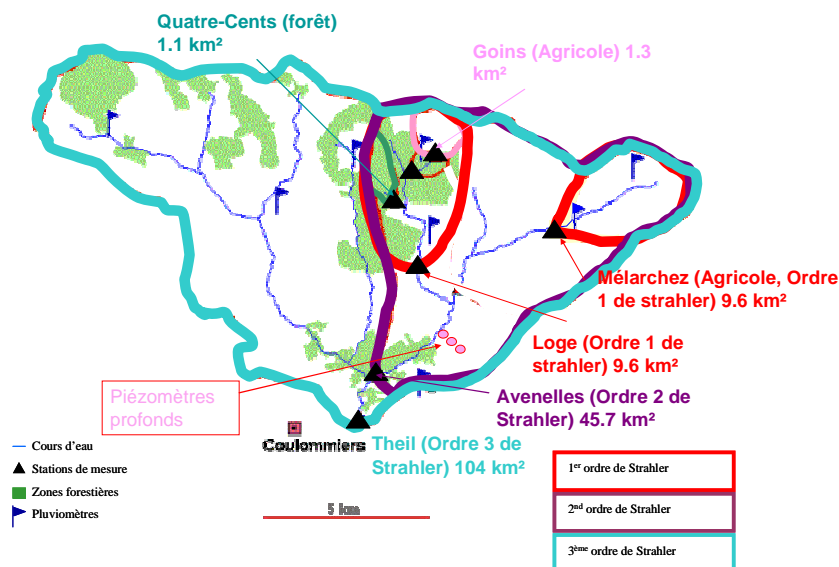 Quatre-Cents (forêt)
1.1 km²
Goins (Agricole) 1.3
km²
Mélarchez (Agricole, Ordre
1 de strahler) 9.6 km²
Loge (Ordre 1 de
strahler) 9.6 km²
Avenelles (Ordre 2 de
Strahler) 45.7 km²
Piézomètres
profonds
Coulommiers
Theil (Ordre 3 de
Strahler) 104 km²
Cours d'eau
Stations de mesure
Zones forestières
Pluviomètres
5 km
1er ordre de Strahler
2nd ordre de Strahler
3ème ordre de Strahler